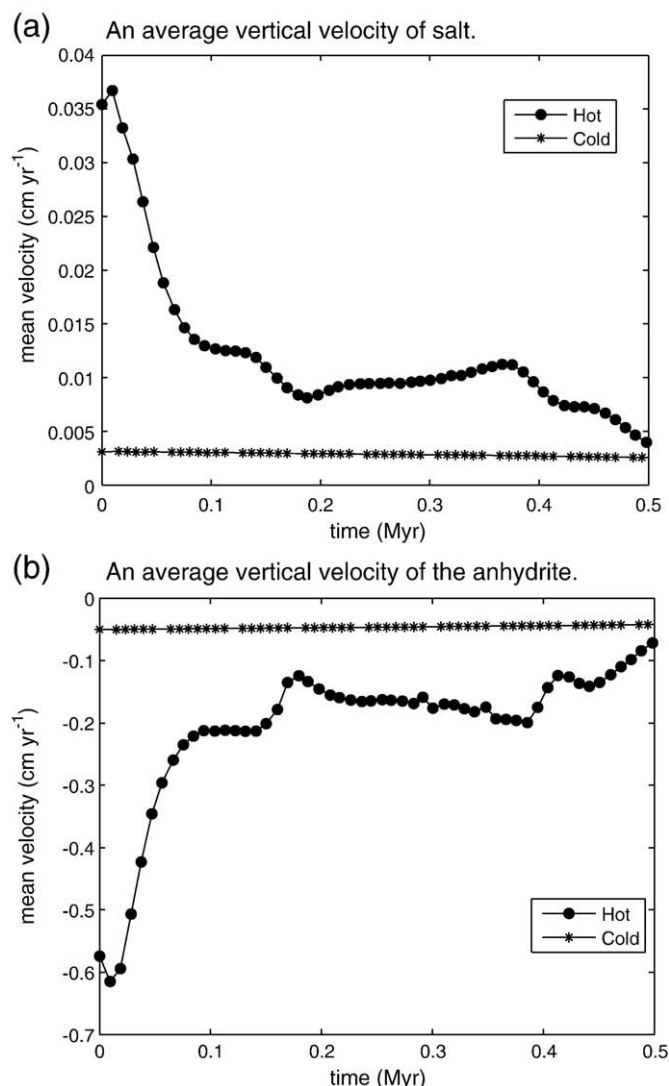 (a) An average vertical velocity of salt.
0.04
0.035
0.03
0.025
0.02
0.015
0.01
0.005
0
mean velocity (cm yr-1)
Hot
Cold
0 0.1 0.2 0.3 0.4 0.5
time (Myr)
(b) An average vertical velocity of the anhydrite.
0
-0.1
-0.2
-0.3
-0.4
-0.5
-0.6
-0.7
mean velocity (cm yr-1)
Hot
Cold
0 0.1 0.2 0.3 0.4 0.5
time (Myr)